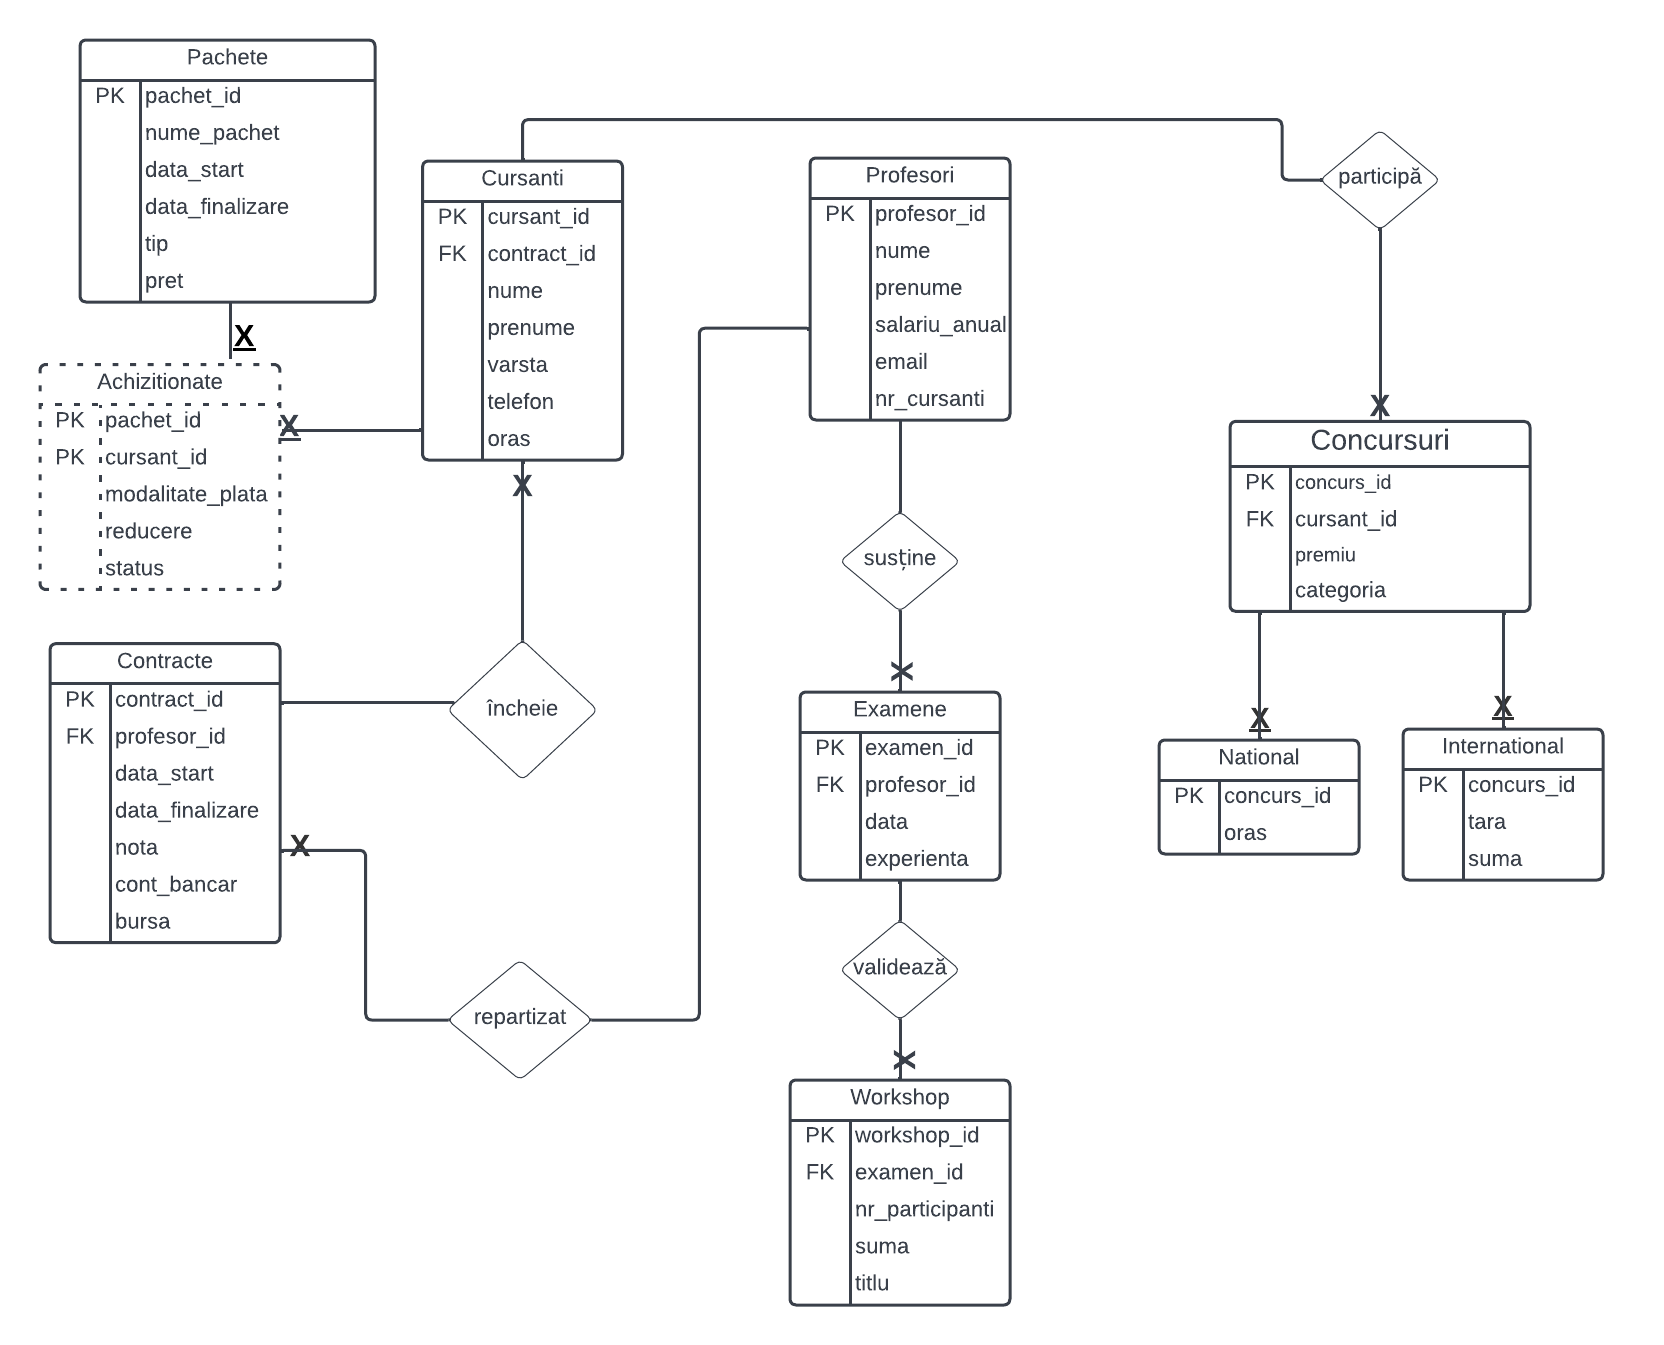 Pachete
PK pachet_id
nume_pachet
data_start
data_finalizare
tip
pret
X
Achizitionate
PK pachet_id
PK cursant_id
modalitate_plata
reducere
status
X
Cursanti
PK cursant_id
FK contract_id
nume
prenume
varsta
telefon
oras
X
Contracte
PK contract_id
FK profesor_id
data_start
data_finalizare
nota
cont_bancar
bursa
X
încheie
repartizat
Profesori
PK profesor_id
nume
prenume
salariu_anual
email
nr_cursanti
susține
X
Examene
PK examen_id
FK profesor_id
data
experienta
validează
X
Workshop
PK workshop_id
FK examen_id
nr_participanti
suma
titlu
participă
X
Concursuri
PK concurs_id
FK cursant_id
premiu
categoria
X
National
PK concurs_id
oras
X
International
PK concurs_id
tara
suma